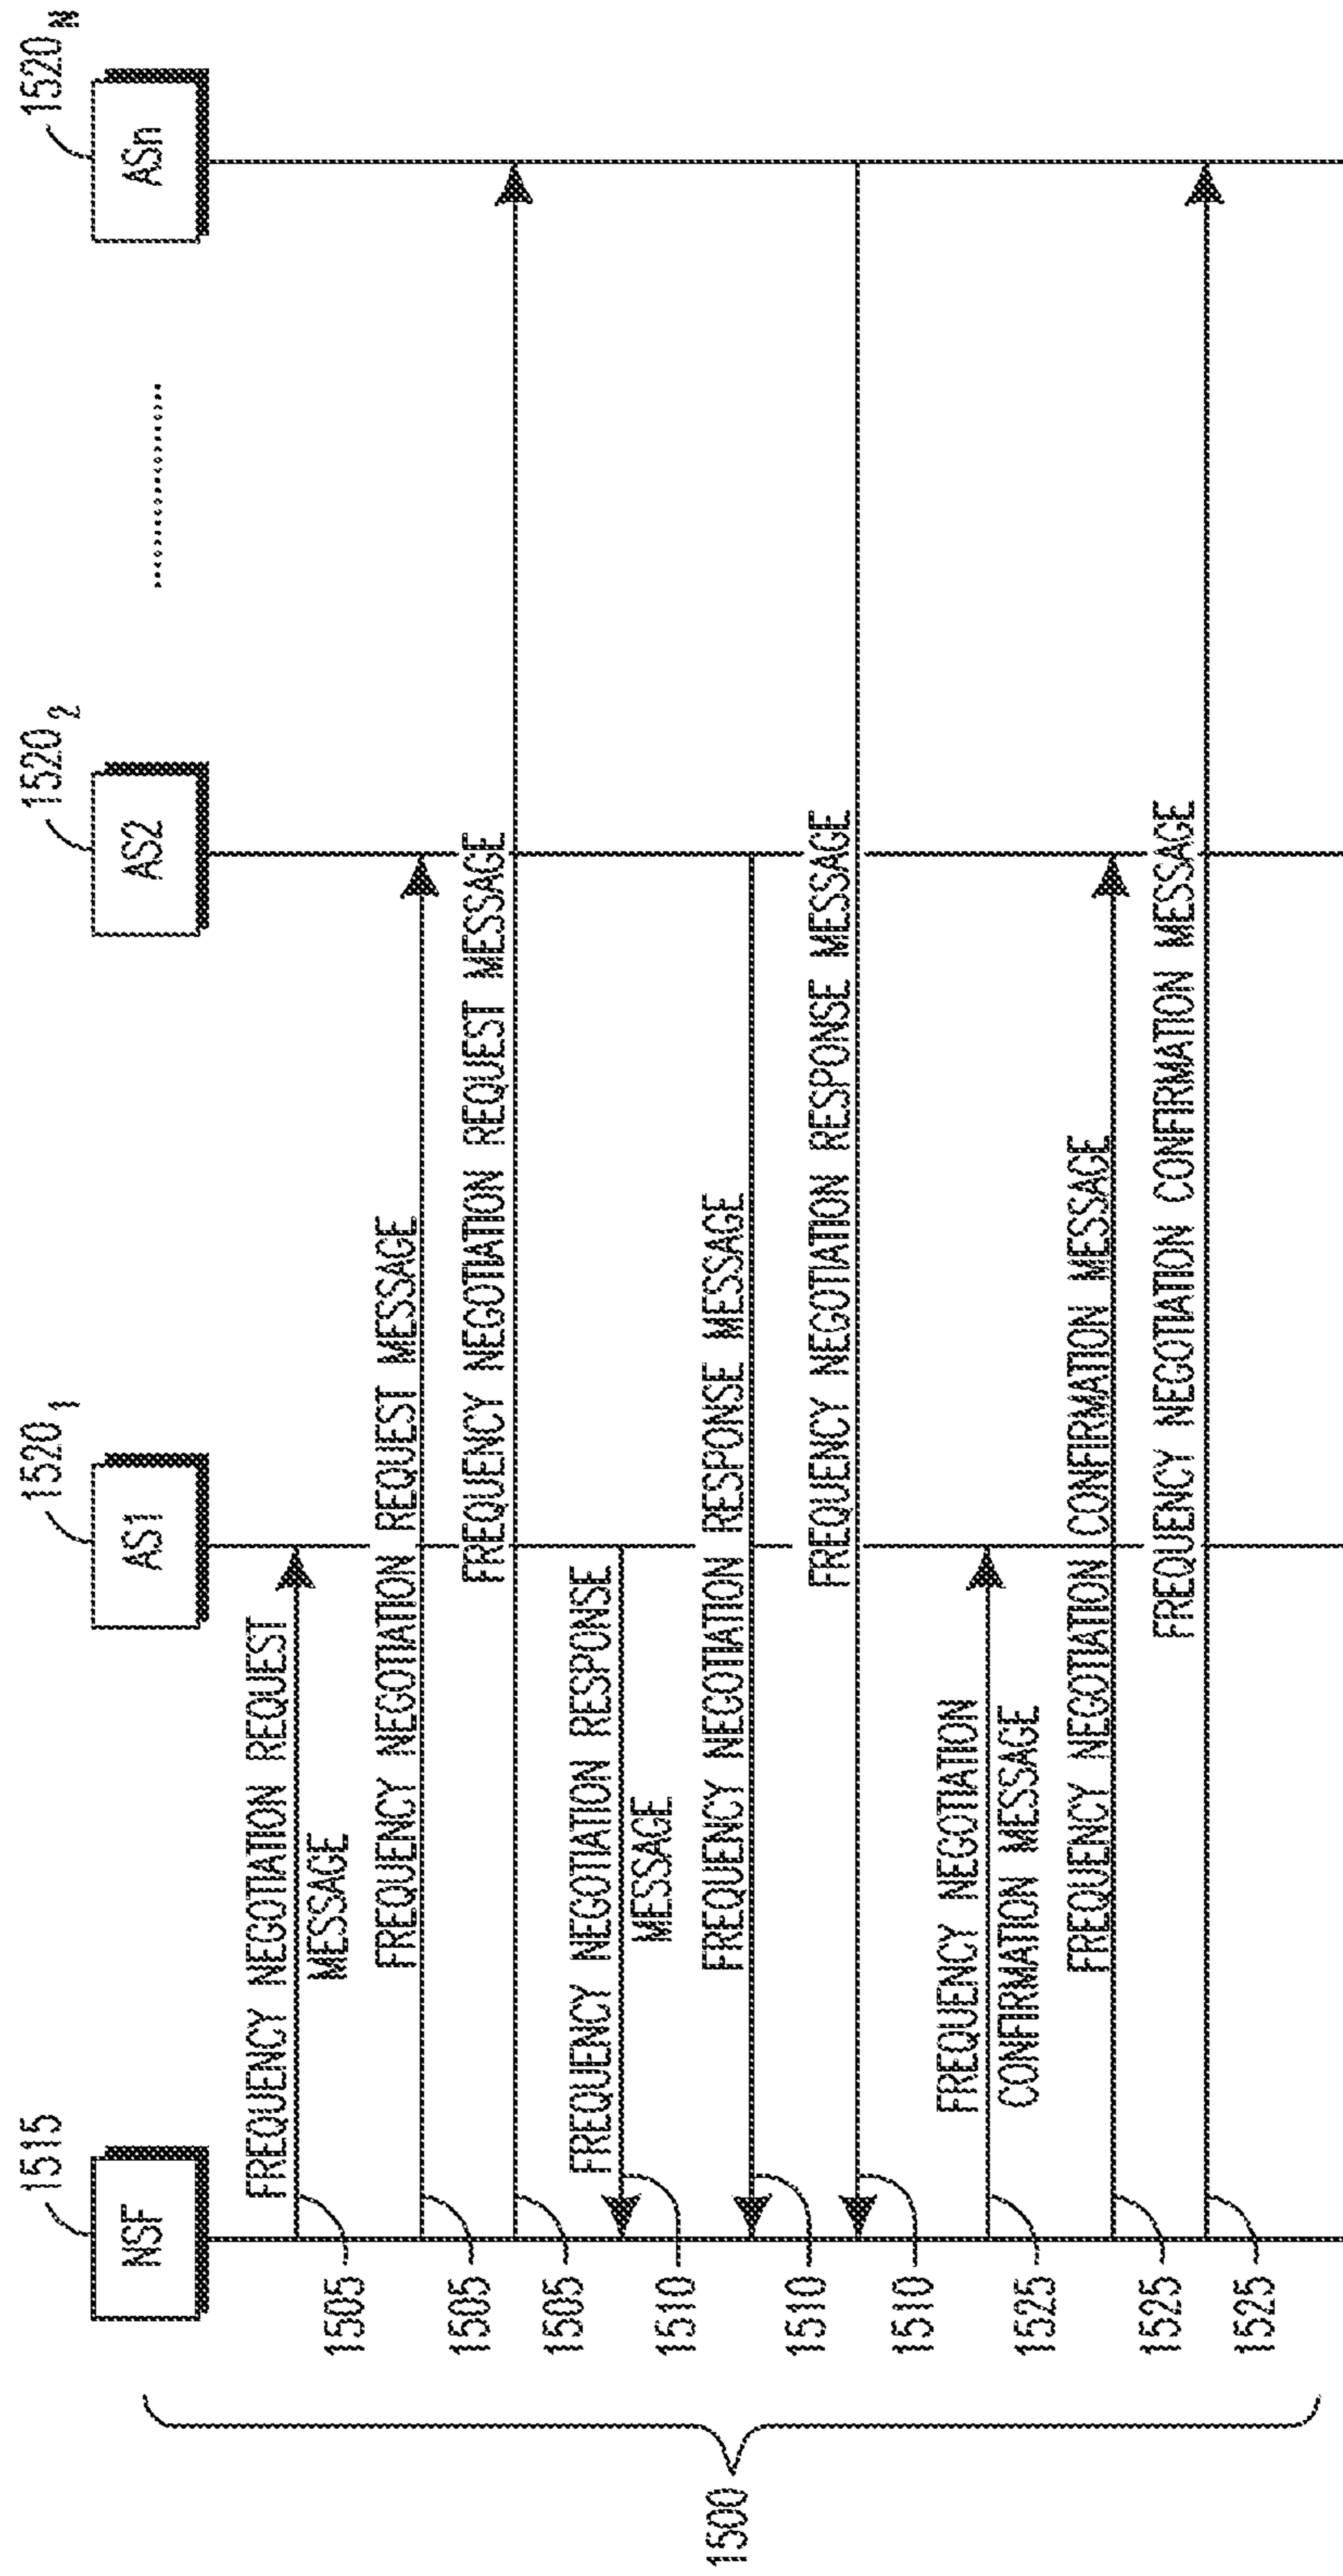 1515
1520₁
1520₂
1520N
NSF
AS1
AS2
ASn
FREQUENCY NEGOTIATION REQUEST
MESSAGE
1505
FREQUENCY NEGOTIATION REQUEST MESSAGE
1505
FREQUENCY NEGOTIATION REQUEST MESSAGE
1505
FREQUENCY NEGOTIATION RESPONSE
MESSAGE
1510
FREQUENCY NEGOTIATION RESPONSE MESSAGE
1510
FREQUENCY NEGOTIATION RESPONSE MESSAGE
1510
FREQUENCY NEGOTIATION
CONFIRMATION MESSAGE
1525
FREQUENCY NEGOTIATION CONFIRMATION MESSAGE
1525
FREQUENCY NEGOTIATION CONFIRMATION MESSAGE
1525
1500